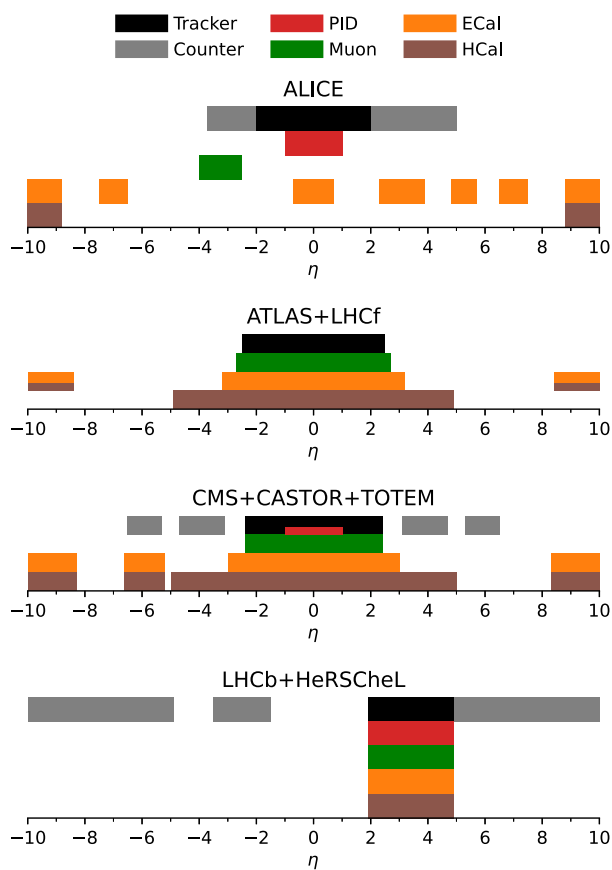 Tracker PID ECal
Counter Muon HCal
ALICE
−10 −8 −6 −4 −2 0 2 4 6 8 10
η
ATLAS+LHCf
−10 −8 −6 −4 −2 0 2 4 6 8 10
η
CMS+CASTOR+TOTEM
−10 −8 −6 −4 −2 0 2 4 6 8 10
η
LHCb+HeRSCheL
−10 −8 −6 −4 −2 0 2 4 6 8 10
η